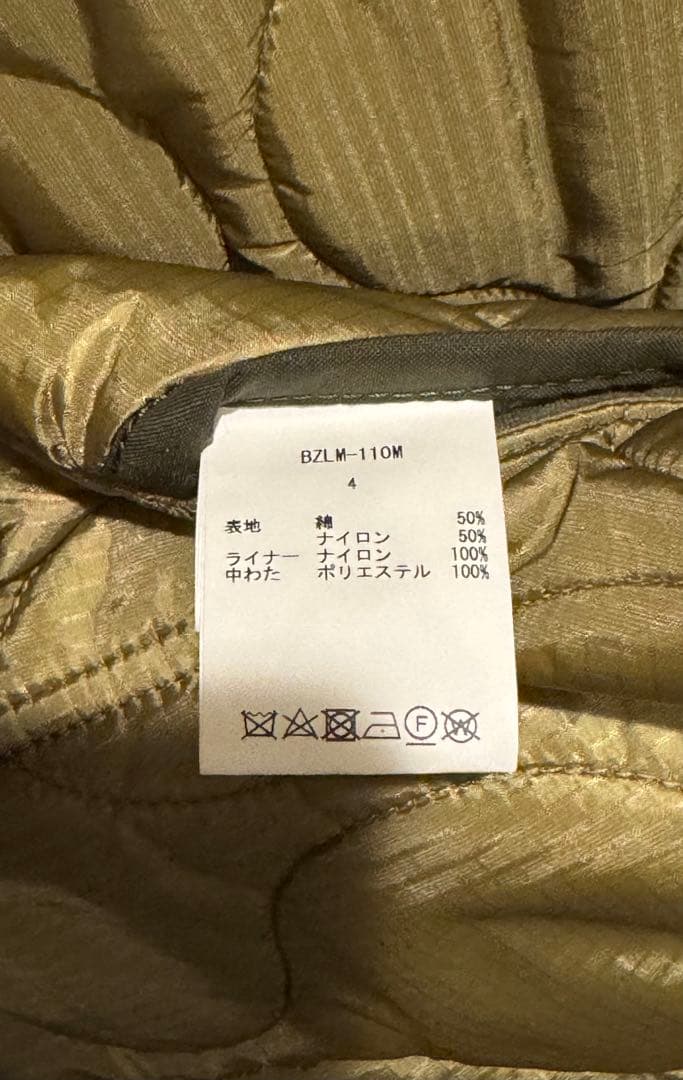 BZLM-110M
4
表地 綿 50%
ナイロン 50%
ライナー ナイロン 100%
中わた ポリエステル 100%
F
W